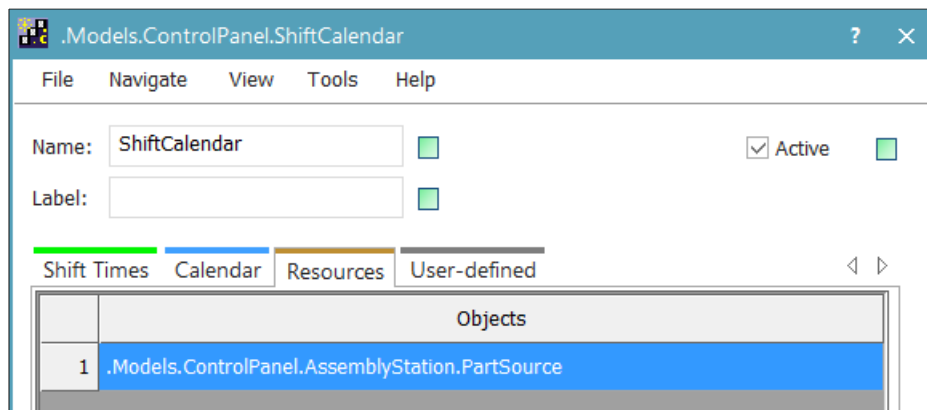 .Models.ControlPanel.ShiftCalendar ? ×
File Navigate View Tools Help
Name: ShiftCalendar Active
Label:
Shift Times Calendar Resources User-defined
Objects
1 .Models.ControlPanel.AssemblyStation.PartSource